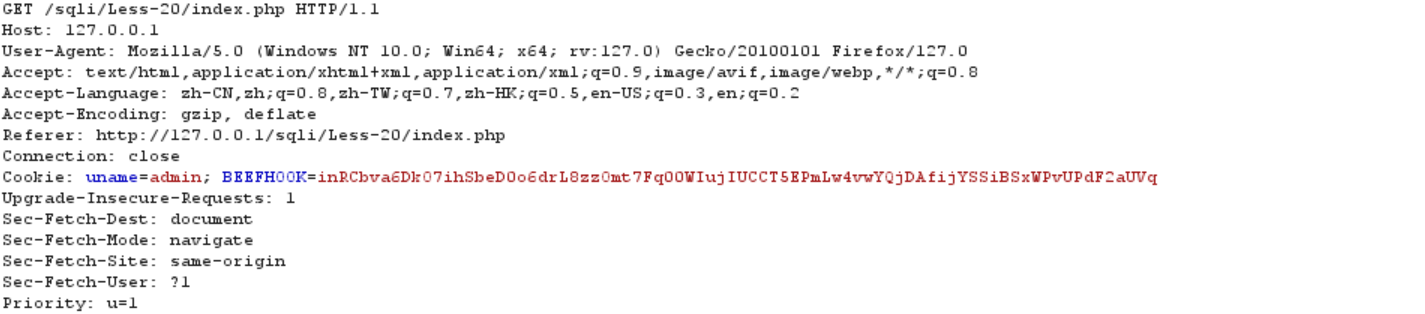 GET /sqli/Less-20/index.php HTTP/1.1
Host: 127.0.0.1
User-Agent: Mozilla/5.0 (Windows NT 10.0; Win64; x64; rv:127.0) Gecko/20100101 Firefox/127.0
Accept: text/html,application/xhtml+xml,application/xml;q=0.9,image/avif,image/webp,*/*;q=0.8
Accept-Language: zh-CN,zh;q=0.8,zh-TW;q=0.7,zh-HK;q=0.5,en-US;q=0.3,en;q=0.2
Accept-Encoding: gzip, deflate
Referer: http://127.0.0.1/sqli/Less-20/index.php
Connection: close
Cookie: uname=admin; BEEFHOOK=inRCbva6Dk07ihSbeD0o6drL8zz0mt7Fq00WIujIUCCT5EPmLw4vwYQjDAfijYSSiBSxWPvUPdF2aUVq
Upgrade-Insecure-Requests: 1
Sec-Fetch-Dest: document
Sec-Fetch-Mode: navigate
Sec-Fetch-Site: same-origin
Sec-Fetch-User: ?1
Priority: u=1